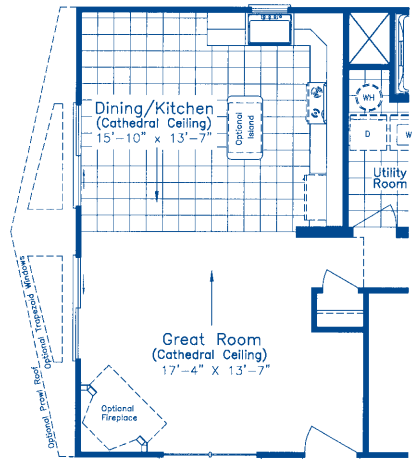 Dining/Kitchen
(Cathedral Ceiling)
15'-10" x 13'-7"
Optional
Island
WH
D
W
Utility
Room
Great Room
(Cathedral Ceiling)
17'-4" X 13'-7"
Optional
Fireplace
Optional Trapezoid Windows
Optional Prowl Roof